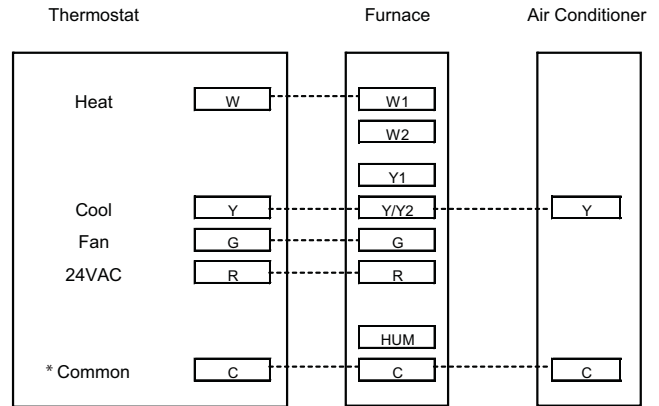 Thermostat Furnace Air Conditioner
Heat W W1
W2
Y1
Cool Y Y/Y2 Y
Fan G G
24VAC R R
HUM
* Common C C C